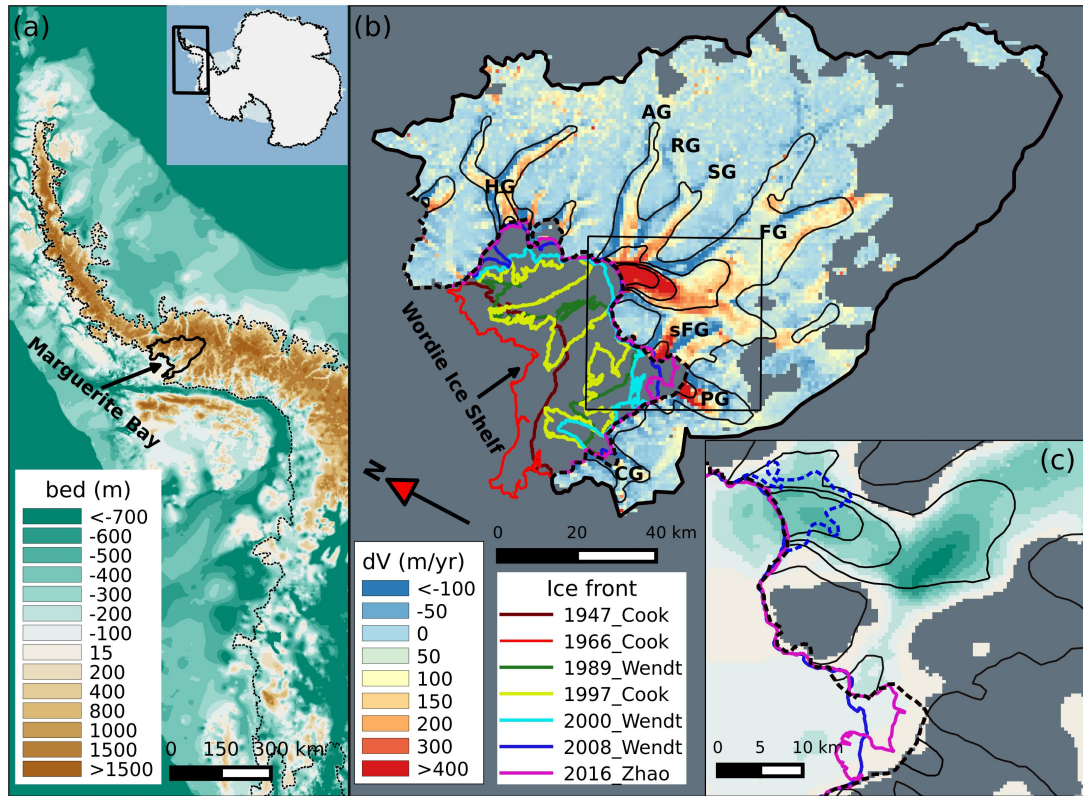 (a)
Marguerite Bay
bed (m)
<-700
-600
-500
-400
-300
-200
-100
15
200
400
800
1000
1500
>1500
0 150 300 km
(b)
AG
RG
SG
HG
FG
sFG
PG
CG
Wordie Ice Shelf
N
0 20 40 km
dV (m/yr)
<-100
-50
0
50
100
150
200
300
>400
Ice front
1947_Cook
1966_Cook
1989_Wendt
1997_Cook
2000_Wendt
2008_Wendt
2016_Zhao
(c)
0 5 10 km